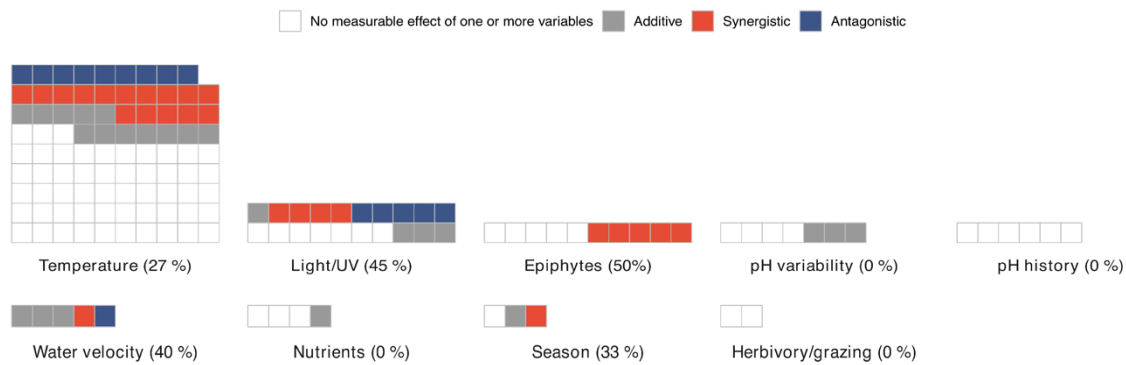 No measurable effect of one or more variables Additive Synergistic Antagonistic
Temperature (27 %) Light/UV (45 %) Epiphytes (50%) pH variability (0 %) pH history (0 %)
Water velocity (40 %) Nutrients (0 %) Season (33 %) Herbivory/grazing (0 %)